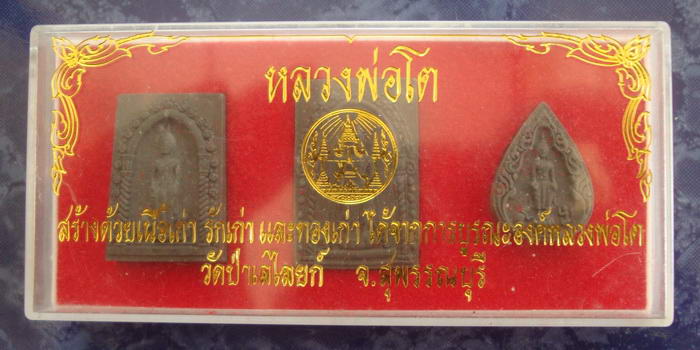 หลวงพ่อโต
สร้างด้วยเนื้อเก่า รักเก่า และทองเก่า ได้จากการบูรณะองค์หลวงพ่อโต
วัดป่าเลไลยก์ จ.สุพรรณบุรี